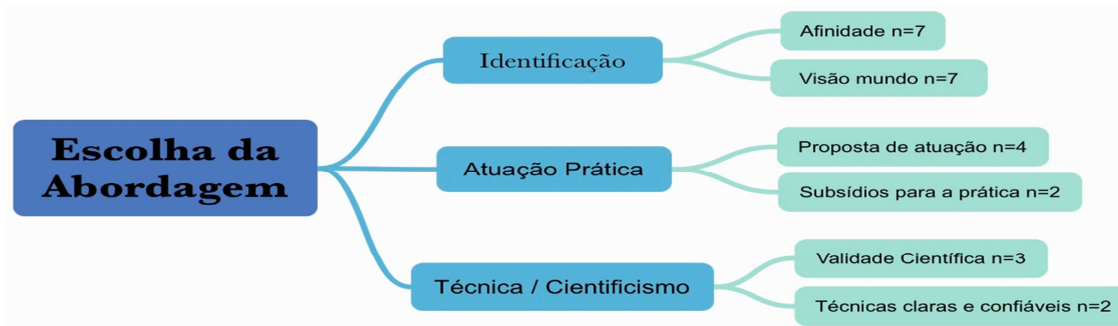 Escolha da
Abordagem
Identificação
Afinidade n=7
Visão mundo n=7
Atuação Prática
Proposta de atuação n=4
Subsídios para a prática n=2
Técnica / Cientificismo
Validade Científica n=3
Técnicas claras e confiáveis n=2